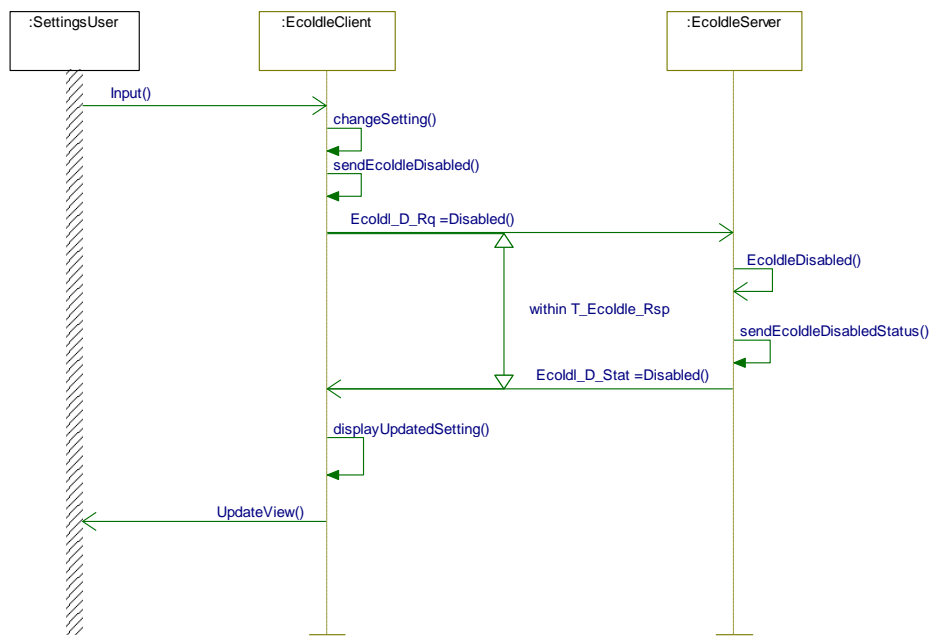 :SettingsUser
:EcoIdleClient
:EcoIdleServer
Input()
changeSetting()
sendEcoIdleDisabled()
EcoIdl_D_Rq =Disabled()
EcoIdleDisabled()
within T_EcoIdle_Rsp
sendEcoIdleDisabledStatus()
EcoIdl_D_Stat =Disabled()
displayUpdatedSetting()
UpdateView()